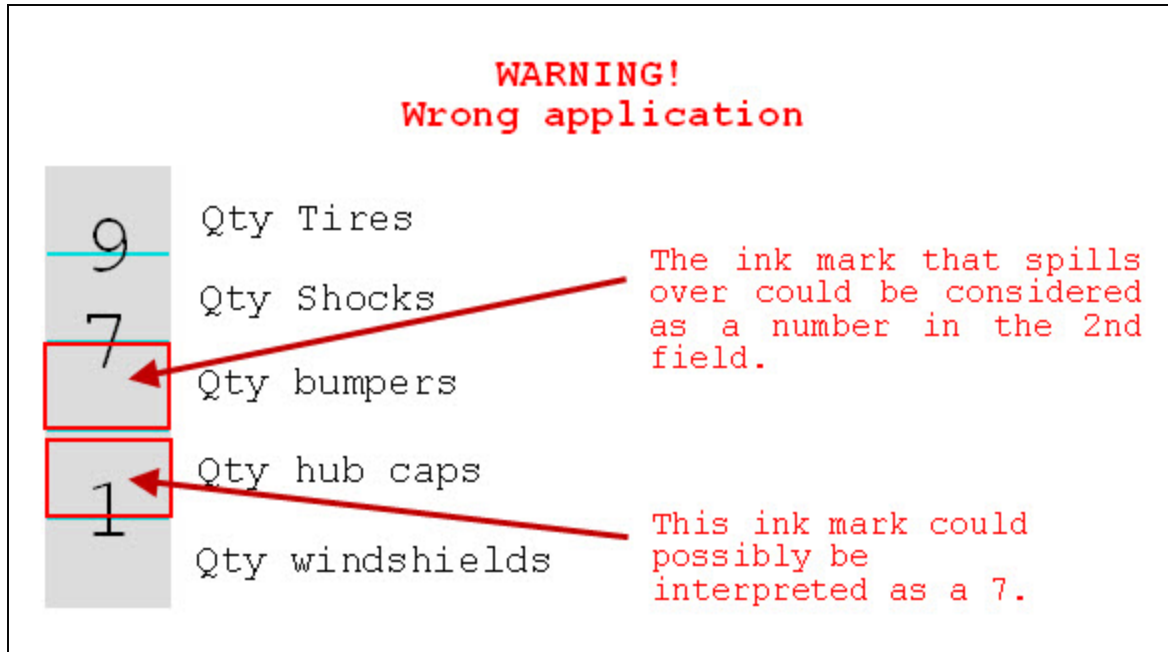 WARNING!
Wrong application
9
Qty Tires
The ink mark that spills
over could be considered
as a number in the 2nd
field.
Qty Shocks
7
Qty bumpers
Qty hub caps
1
This ink mark could
possibly be
interpreted as a 7.
Qty windshields